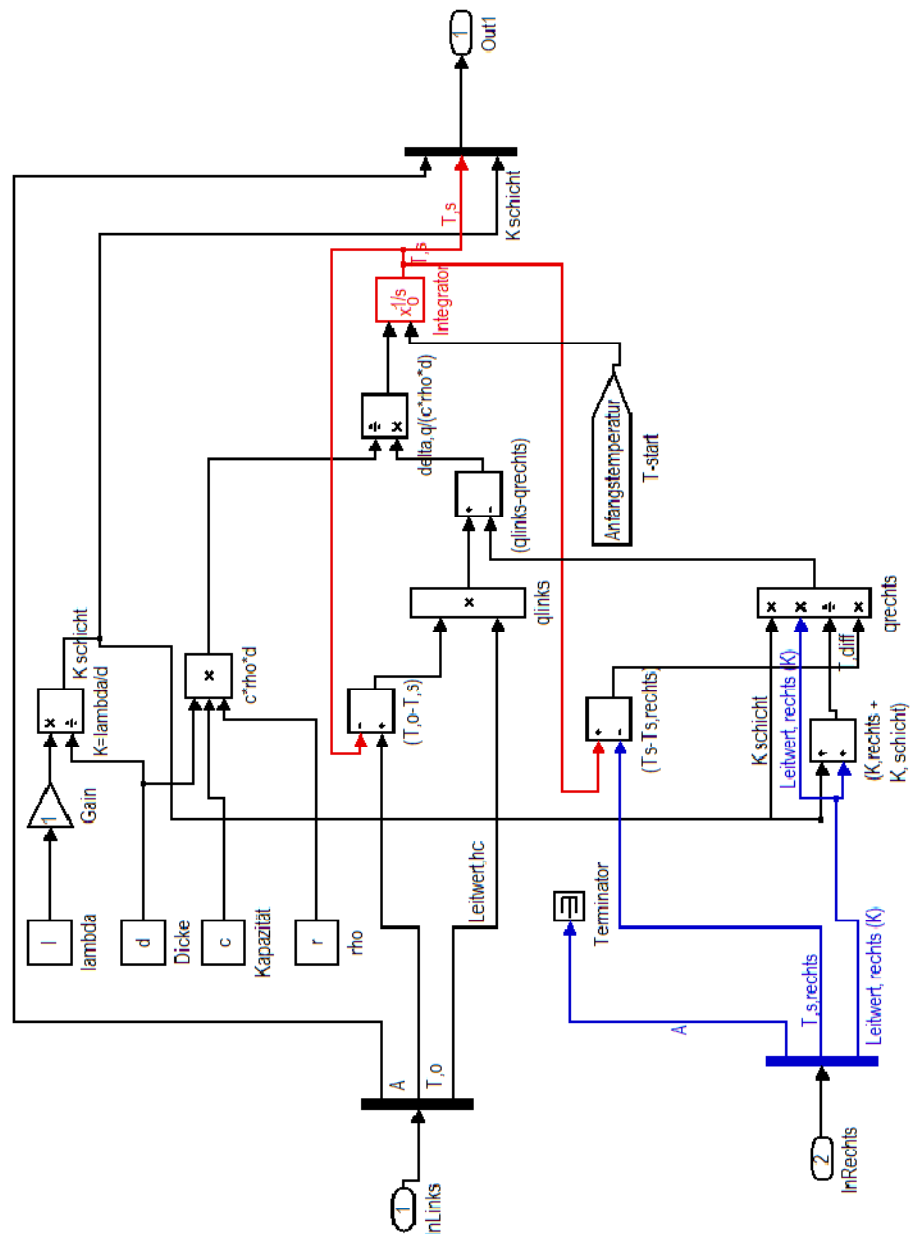 1
Out1
T,s
K schicht
T,s
1/s
x
0
Integrator
÷
×
delta,q/(c*rho*d)
Anfangstemperatur
T-start
+
-
(qlinks-qrechts)
×
qlinks
×
×
÷
×
qrechts
K schicht
×
÷
K=lambda/d
×
c*rho*d
-
+
(T,o-T,s)
+
-
(Ts-Ts,rechts)
K schicht
Leitwert, rechts (K)
T,diff
+
+
(K,rechts +
K, schicht)
1
Gain
l
lambda
d
Dicke
c
Kapazität
r
rho
Leitwert,hc
Terminator
A
T,o
A
T,s,rechts
Leitwert, rechts (K)
1
InLinks
2
InRechts